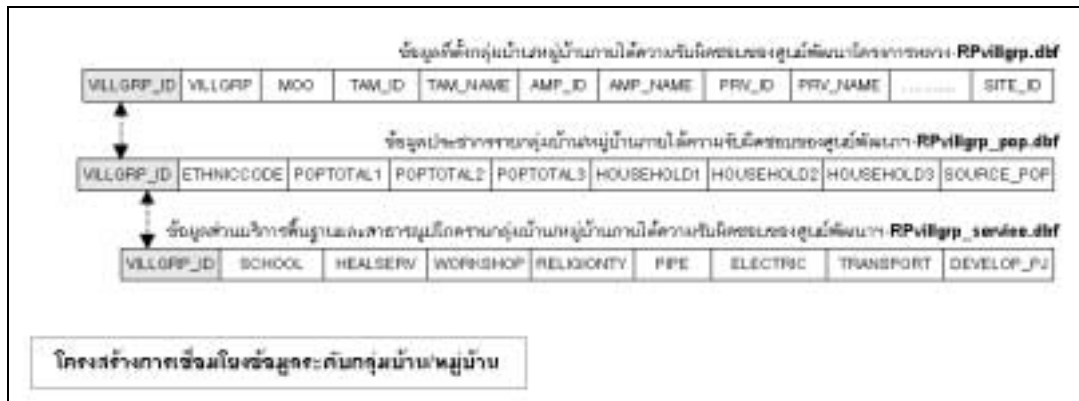 ข้อมูลที่ตั้งกลุ่มบ้าน/หมู่บ้านภายใต้ความรับผิดชอบของศูนย์พัฒนาโครงการหลวง-RPvillgrp.dbf
VILLGRP_ID VILLGRP MOO TAM_ID TAM_NAME AMP_ID AMP_NAME PRV_ID PRV_NAME .......... SITE_ID
ข้อมูลประชากรรายกลุ่มบ้าน/หมู่บ้านภายใต้ความรับผิดชอบของศูนย์พัฒนาฯ-RPvillgrp_pop.dbf
VILLGRP_ID ETHNICCODE POPTOTAL1 POPTOTAL2 POPTOTAL3 HOUSEHOLD1 HOUSEHOLD2 HOUSEHOLD3 SOURCE_POP
ข้อมูลส่วนบริการพื้นฐานและสาธารณูปโภครายกลุ่มบ้าน/หมู่บ้านภายใต้ความรับผิดชอบของศูนย์พัฒนาฯ-RPvillgrp_service.dbf
VILLGRP_ID SCHOOL HEALSERV WORKSHOP RELIGIONTY PIPE ELECTRIC TRANSPORT DEVELOP_PJ
โครงสร้างการเชื่อมโยงข้อมูลระดับกลุ่มบ้าน/หมู่บ้าน